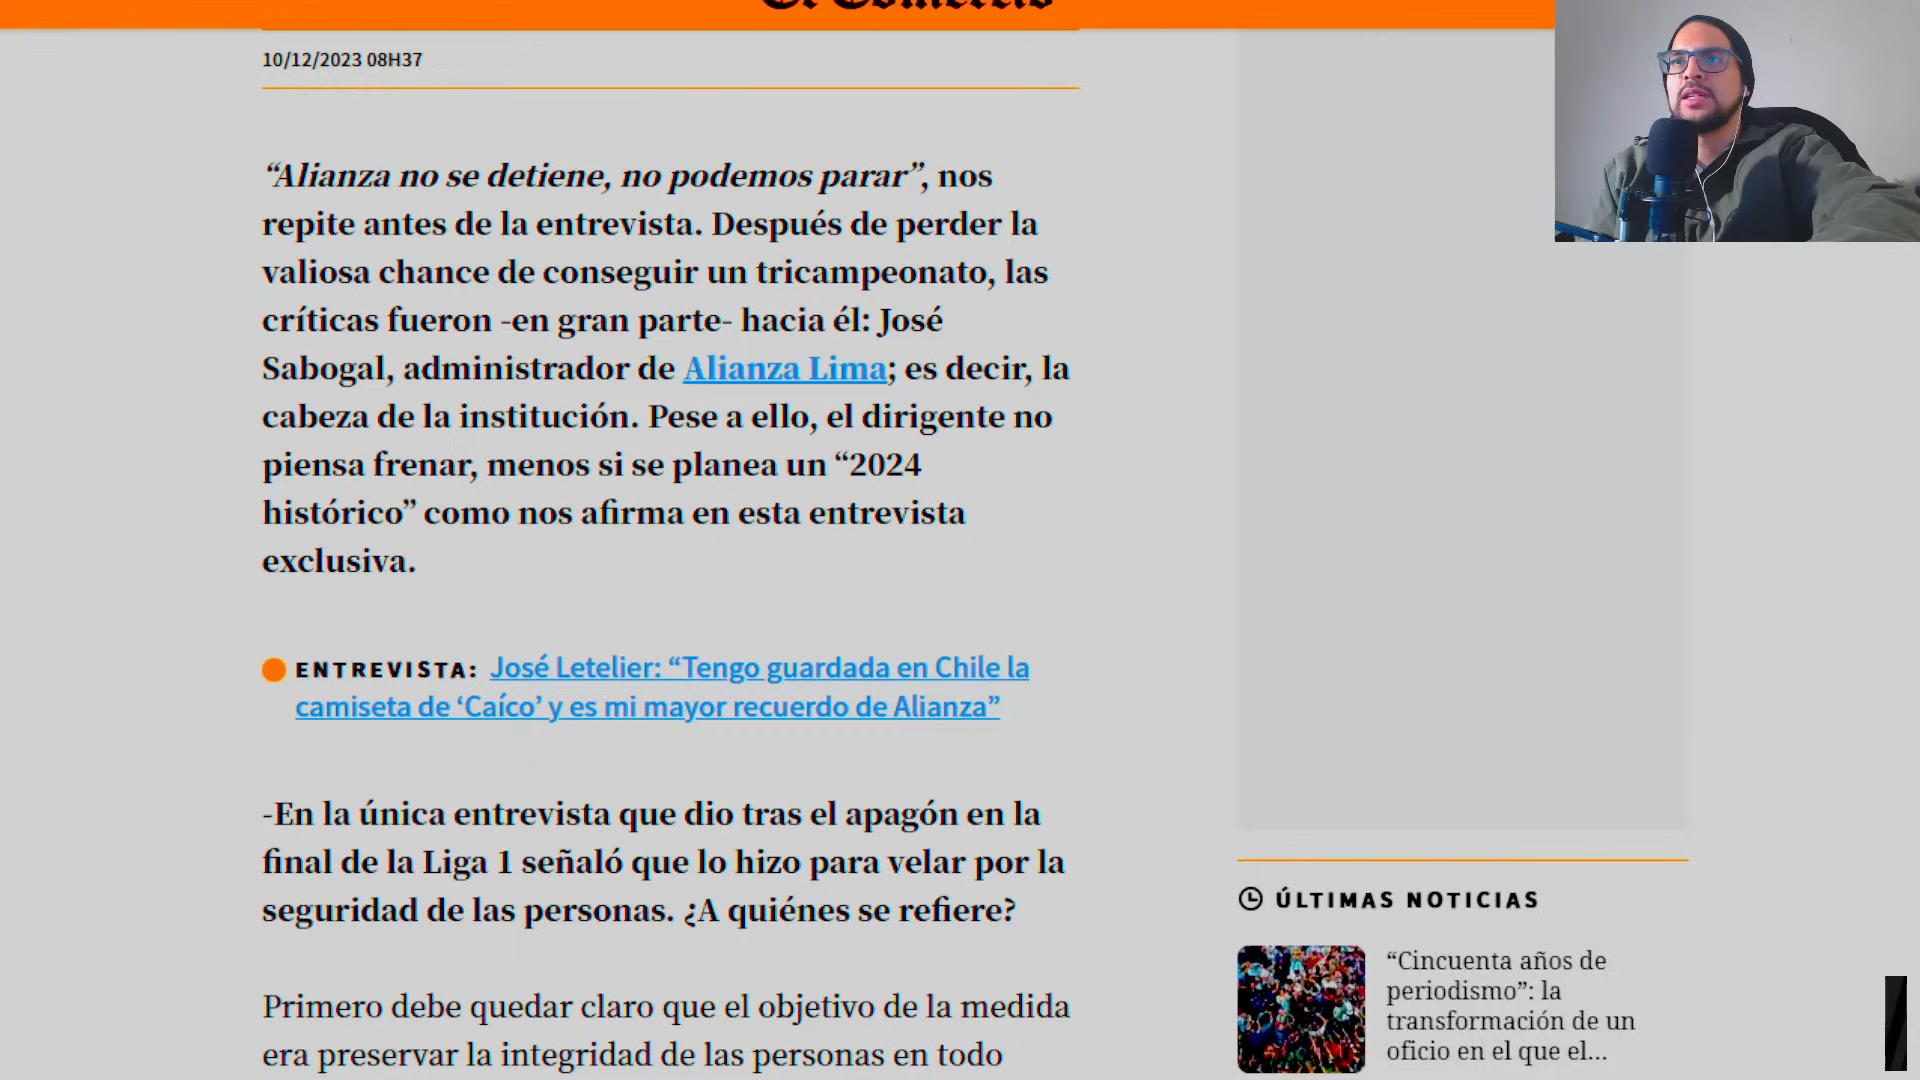 El Comercio
10/12/2023 08H37
“Alianza no se detiene, no podemos parar”, nos
repite antes de la entrevista. Después de perder la
valiosa chance de conseguir un tricampeonato, las
críticas fueron -en gran parte- hacia él: José
Sabogal, administrador de Alianza Lima; es decir, la
cabeza de la institución. Pese a ello, el dirigente no
piensa frenar, menos si se planea un “2024
histórico” como nos afirma en esta entrevista
exclusiva.
ENTREVISTA: José Letelier: “Tengo guardada en Chile la
camiseta de ‘Caíco’ y es mi mayor recuerdo de Alianza”
-En la única entrevista que dio tras el apagón en la
final de la Liga 1 señaló que lo hizo para velar por la
seguridad de las personas. ¿A quiénes se refiere?
Primero debe quedar claro que el objetivo de la medida
era preservar la integridad de las personas en todo
ÚLTIMAS NOTICIAS
“Cincuenta años de
periodismo”: la
transformación de un
oficio en el que el...